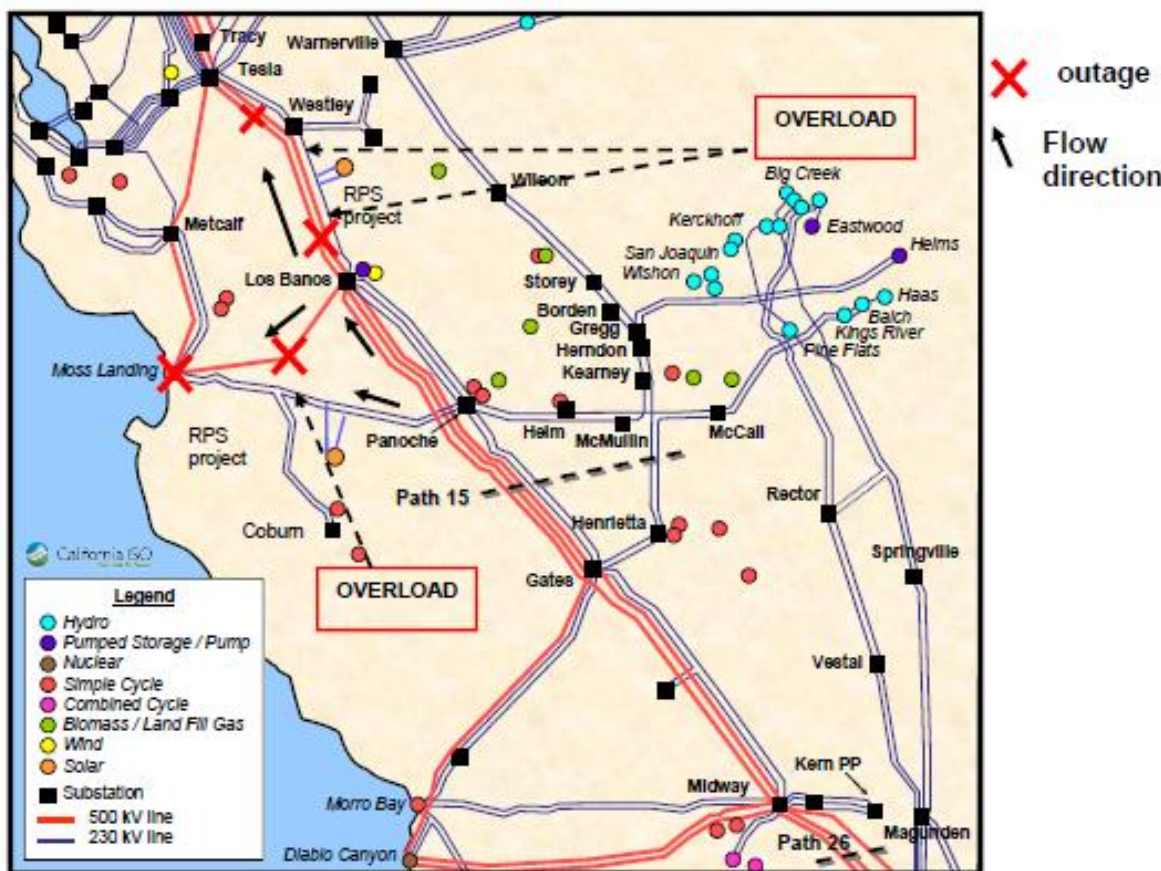 Tracy
Tesla
Warnerville
Westley
OVERLOAD
outage
Flow
direction
Big Creek
Wilson
RPS
project
Kerckhoff
Eastwood
Metcalf
San Joaquin
Helms
Wishon
Los Banos
Storey
Haas
Borden
Balch
Gregg
Kings River
Herndon
Pine Flats
Moss Landing
Kearney
Panoche
Helm
McMullin
McCall
RPS
project
Path 15
Rector
Coburn
Henrietta
Springville
California ISO
Gates
OVERLOAD
Legend
Hydro
Pumped Storage / Pump
Nuclear
Simple Cycle
Combined Cycle
Biomass / Land Fill Gas
Wind
Solar
Substation
500 kV line
230 kV line
Vestal
Kern PP
Midway
Morro Bay
Magunden
Path 26
Diablo Canyon